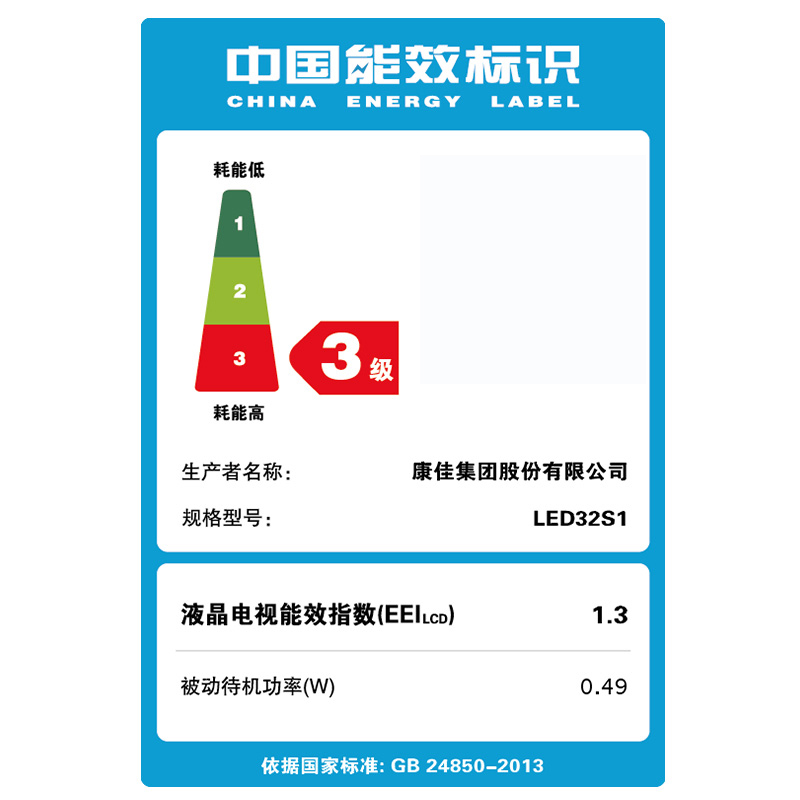 中国能效标识
CHINA ENERGY LABEL
耗能低
1
2
3
3级
耗能高
生产者名称: 康佳集团股份有限公司
规格型号: LED32S1
液晶电视能效指数(EEILCD) 1.3
被动待机功率(W) 0.49
依据国家标准: GB 24850-2013